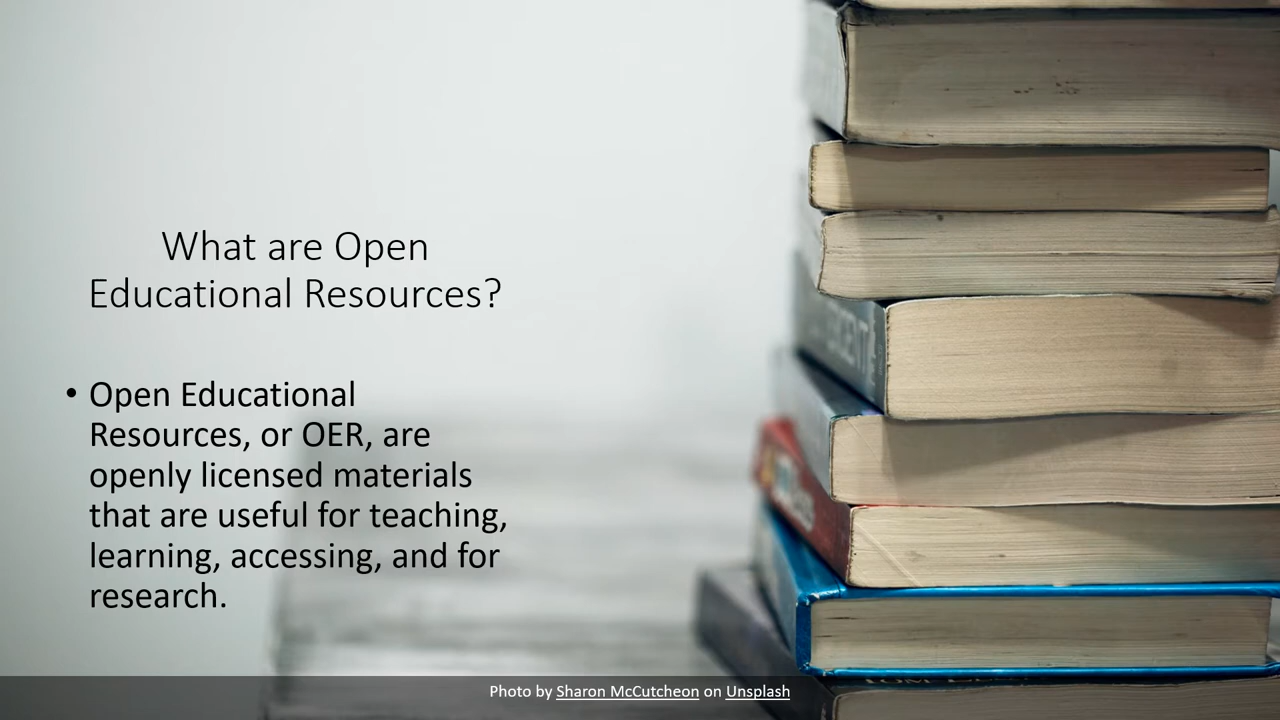 What are Open
Educational Resources?
• Open Educational
Resources, or OER, are
openly licensed materials
that are useful for teaching,
learning, accessing, and for
research.
Photo by Sharon McCutcheon on Unsplash